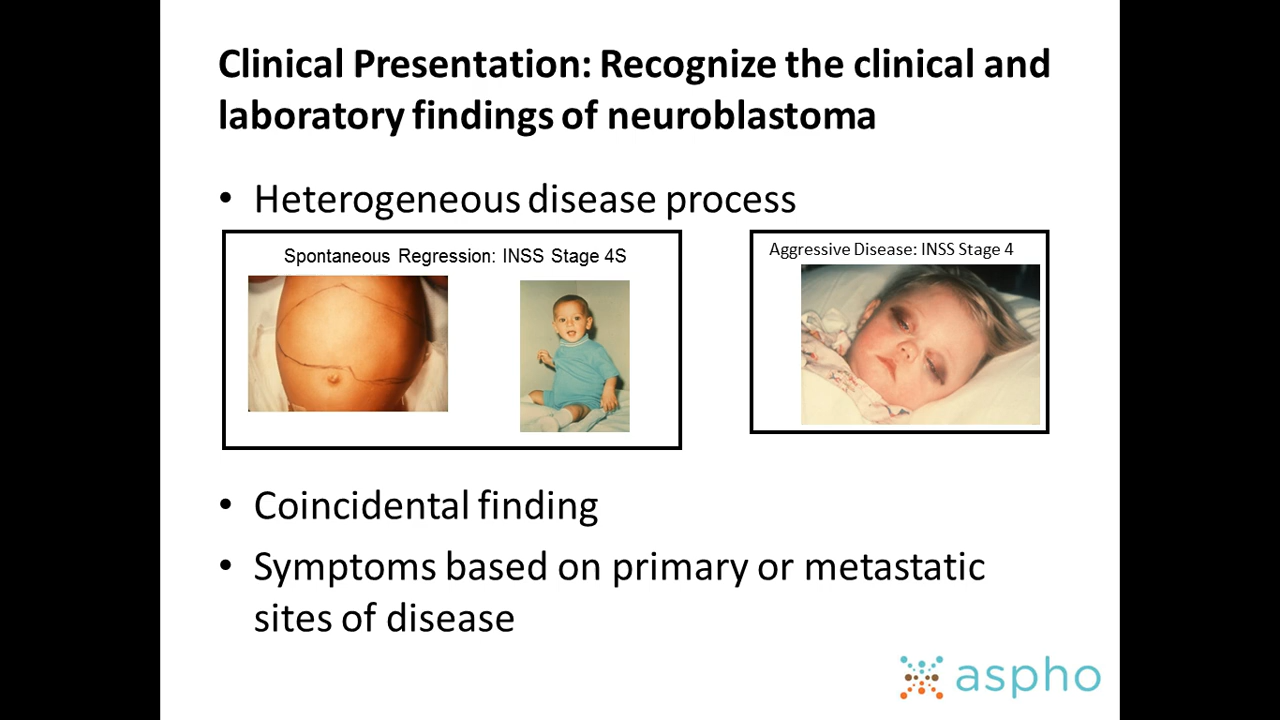 Clinical Presentation: Recognize the clinical and
laboratory findings of neuroblastoma
• Heterogeneous disease process
Spontaneous Regression: INSS Stage 4S
Aggressive Disease: INSS Stage 4
• Coincidental finding
• Symptoms based on primary or metastatic
sites of disease
aspho